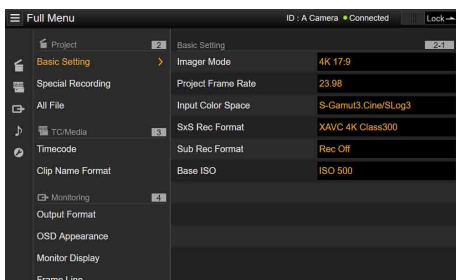 Full Menu
ID : A Camera Connected
Lock
Project 2
Basic Setting
Special Recording
All File
TC/Media 3
Timecode
Clip Name Format
Monitoring 4
Output Format
OSD Appearance
Monitor Display
Frame Line
Basic Setting 2-1
Imager Mode 4K 17:9
Project Frame Rate 23.98
Input Color Space S-Gamut3.Cine/SLog3
SxS Rec Format XAVC 4K Class300
Sub Rec Format Rec Off
Base ISO ISO 500